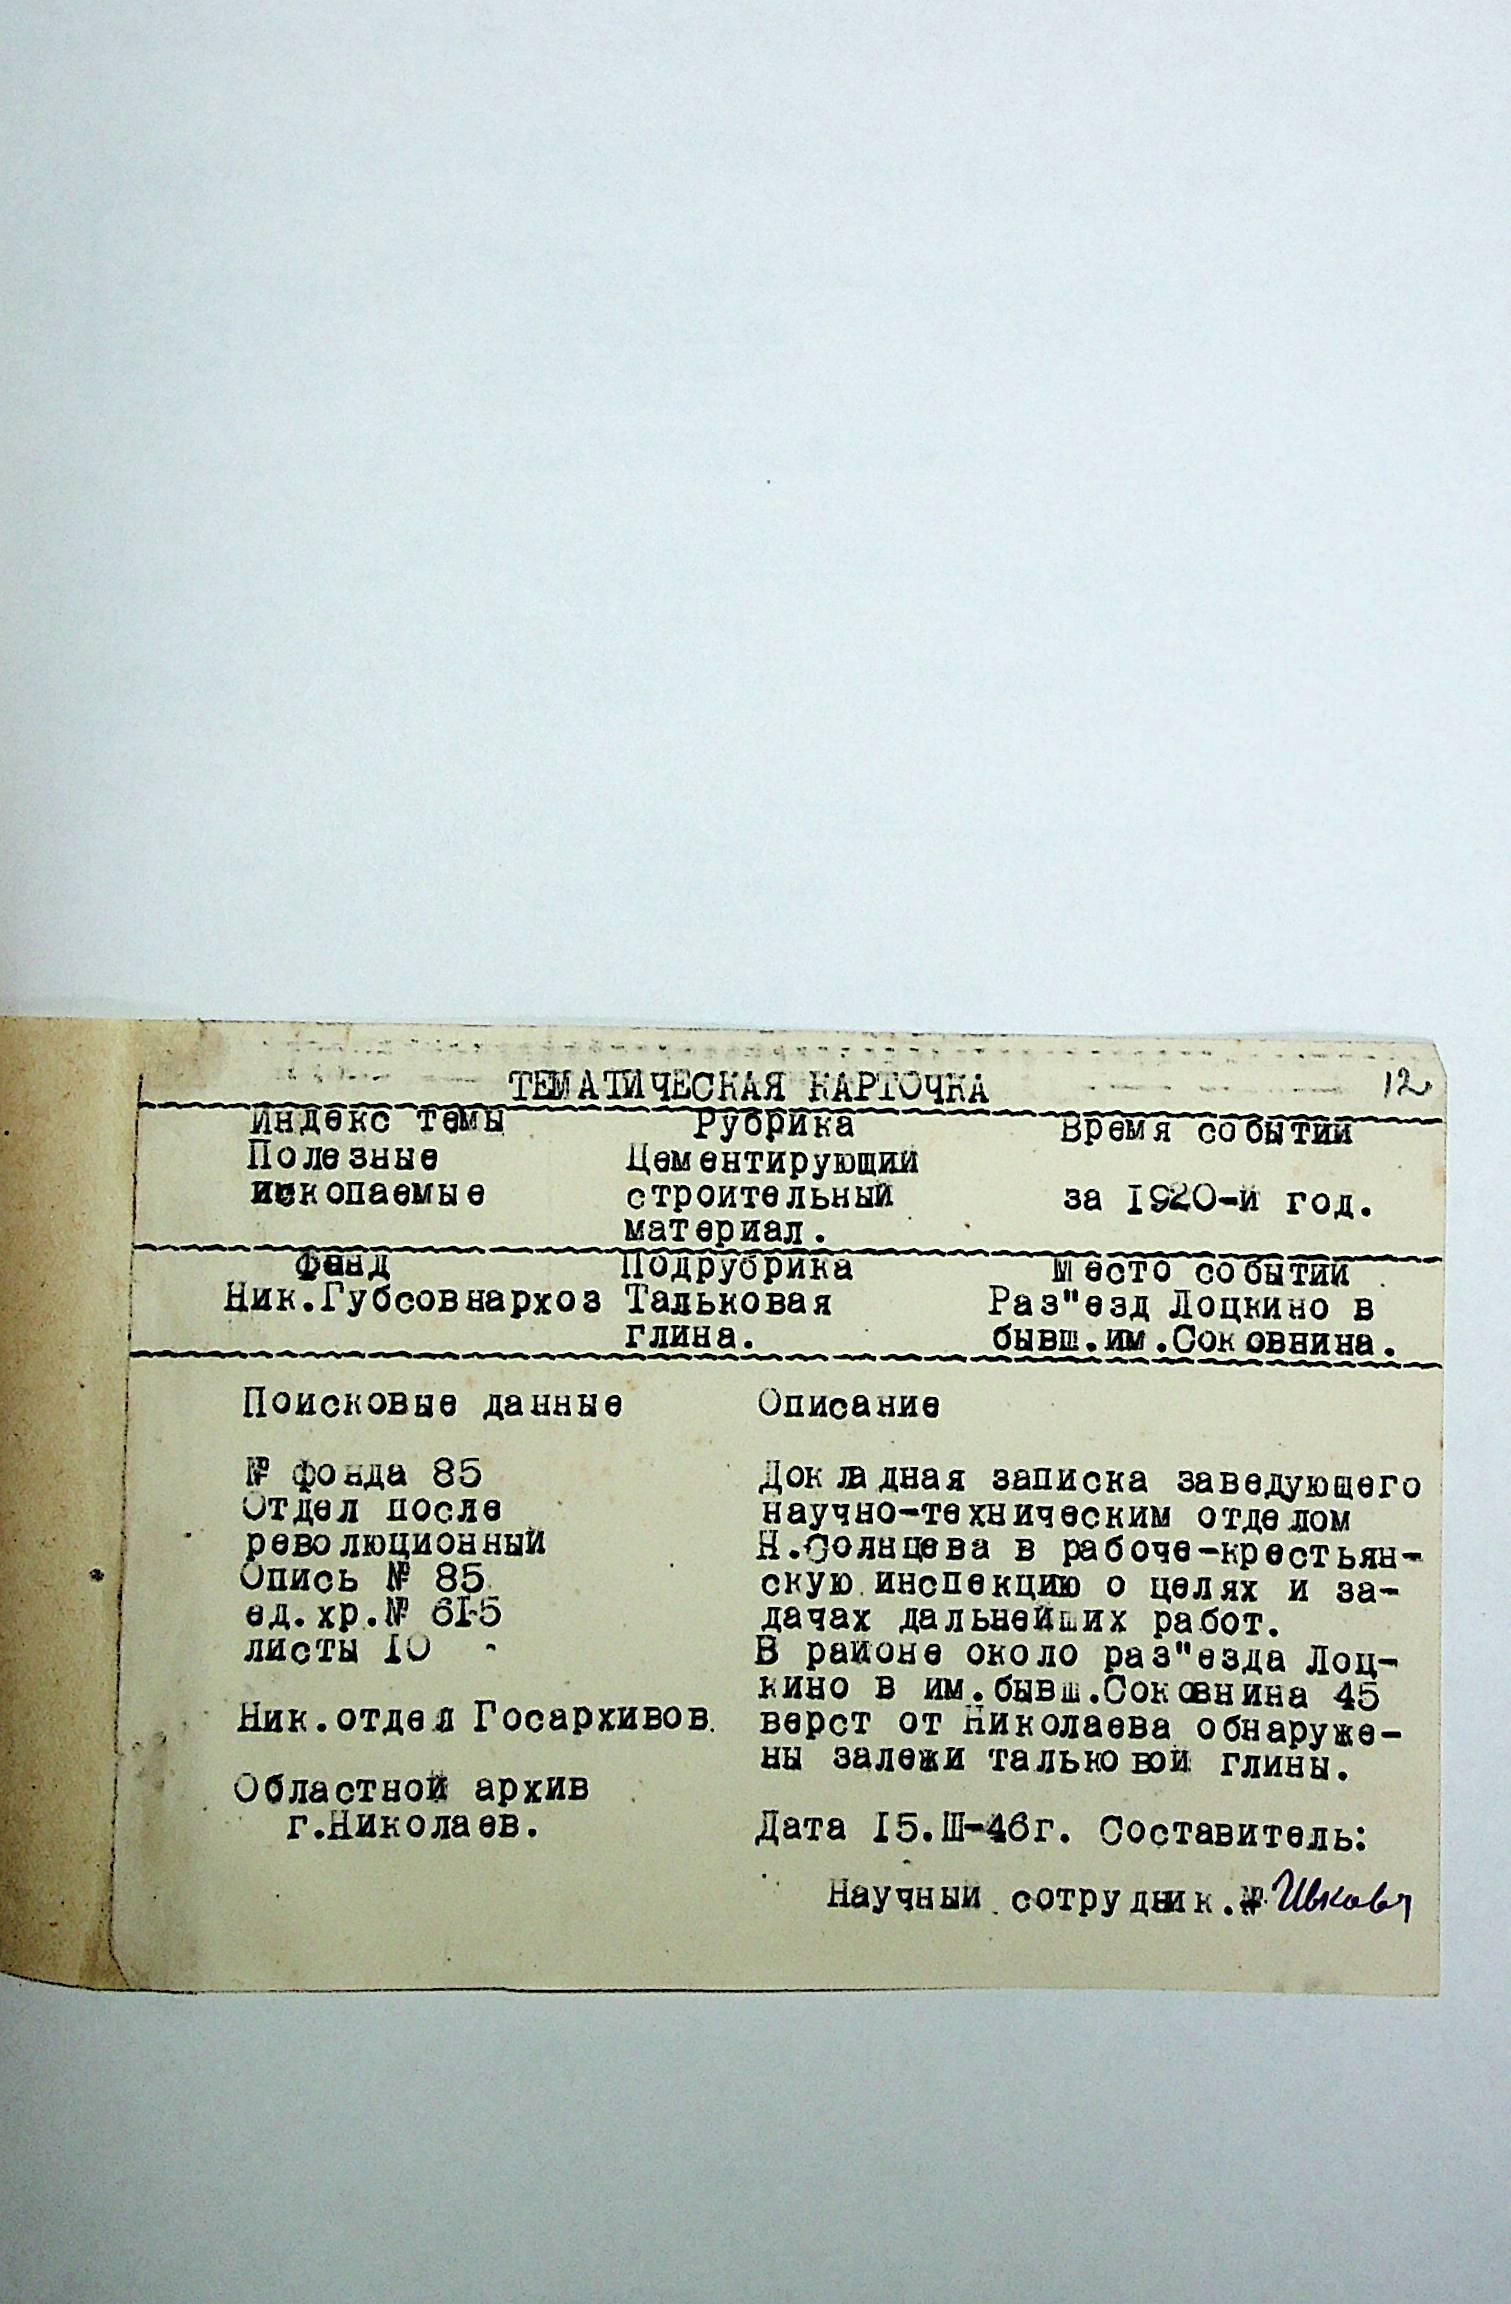 12
ТЕМАТИЧЕСКАЯ КАРТОЧКА
Индекс темы Рубрика Время событий
Полезные Цементирующий
ископаемые строительный за 1920-й год.
материал.
Фонд Подрубрика Место событий
Ник.Губсовнархоз Тальковая Раз"езд Лоцкино в
глина. бывш.им.Соковнина.
Поисковые данные
№ фонда 85
Отдел после
революционный
Опись № 85
ед.хр.№ 615
листы 10
Ник.отдел Госархивов.
Областной архив
г.Николаев.
Описание
Докладная записка заведующего
научно-техническим отделом
Н.Солнцева в рабоче-крестьян-
скую инспекцию о целях и за-
дачах дальнейших работ.
В районе около раз"езда Лоц-
кино в им.бывш.Соковнина 45
верст от Николаева обнаруже-
ны залежи тальковой глины.
Дата 15.III-46г. Составитель:
Научный сотрудник.